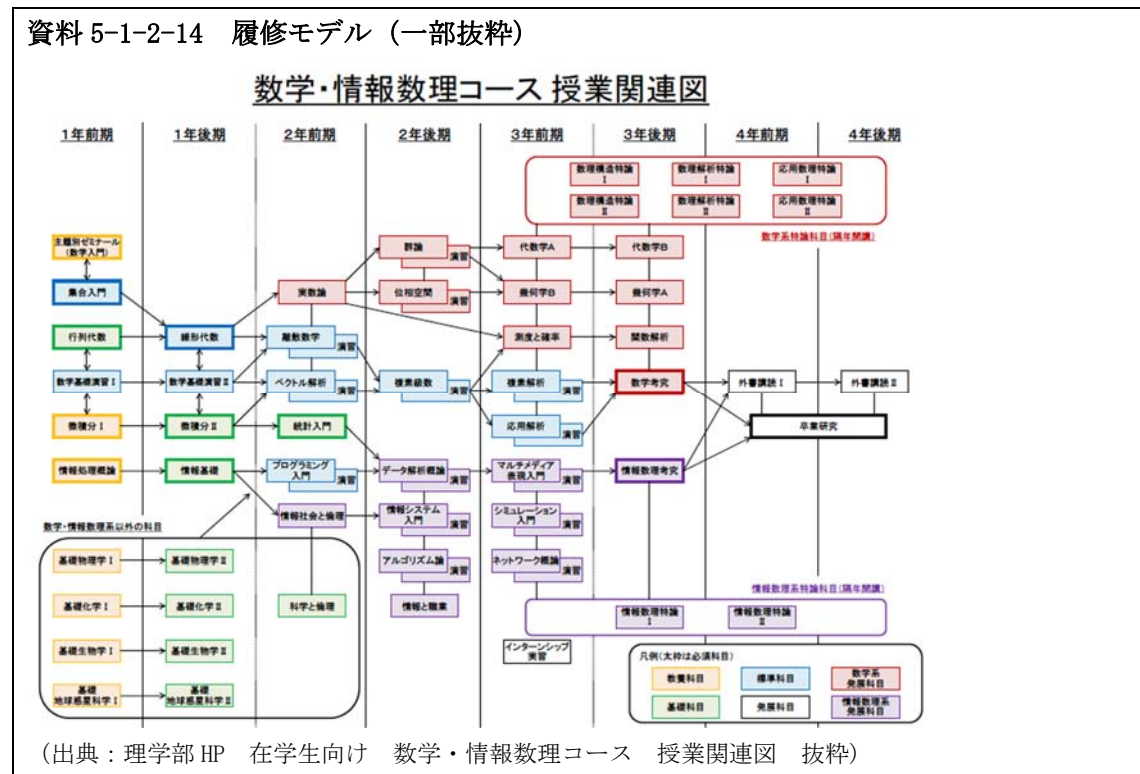 資料 5-1-2-14 履修モデル（一部抜粋）
数学・情報数理コース 授業関連図
1年前期
1年後期
2年前期
2年後期
3年前期
3年後期
4年前期
4年後期
数理構造特論
Ⅰ
数理解析特論
Ⅰ
応用数理特論
Ⅰ
数理構造特論
Ⅱ
数理解析特論
Ⅱ
応用数理特論
Ⅱ
数学系特論科目(隔年開講)
主題別ゼミナール
(数学入門)
群論
演習
代数学A
代数学B
集合入門
実数論
位相空間
演習
幾何学B
幾何学A
行列代数
線形代数
離散数学
演習
測度と確率
関数解析
数学基礎演習Ⅰ
数学基礎演習Ⅱ
ベクトル解析
演習
複素級数
演習
複素解析
演習
数学考究
外書講読Ⅰ
外書講読Ⅱ
微積分Ⅰ
微積分Ⅱ
統計入門
応用解析
演習
卒業研究
情報処理概論
情報基礎
プログラミング
入門
演習
データ解析概論
演習
マルチメディア
表現入門
演習
情報数理考究
数学・情報数理系以外の科目
情報社会と倫理
情報システム
入門
演習
シミュレーション
入門
演習
基礎物理学Ⅰ
基礎物理学Ⅱ
アルゴリズム論
演習
ネットワーク概論
演習
情報数理系特論科目(隔年開講)
基礎化学Ⅰ
基礎化学Ⅱ
科学と倫理
情報と職業
情報数理特論
Ⅰ
情報数理特論
Ⅱ
基礎生物学Ⅰ
基礎生物学Ⅱ
インターンシップ
実習
凡例(太枠は必須科目)
基礎
地球惑星科学Ⅰ
基礎
地球惑星科学Ⅱ
教養科目
標準科目
数学系
発展科目
基礎科目
発展科目
情報数理系
発展科目
（出典：理学部 HP 在学生向け 数学・情報数理コース 授業関連図 抜粋）